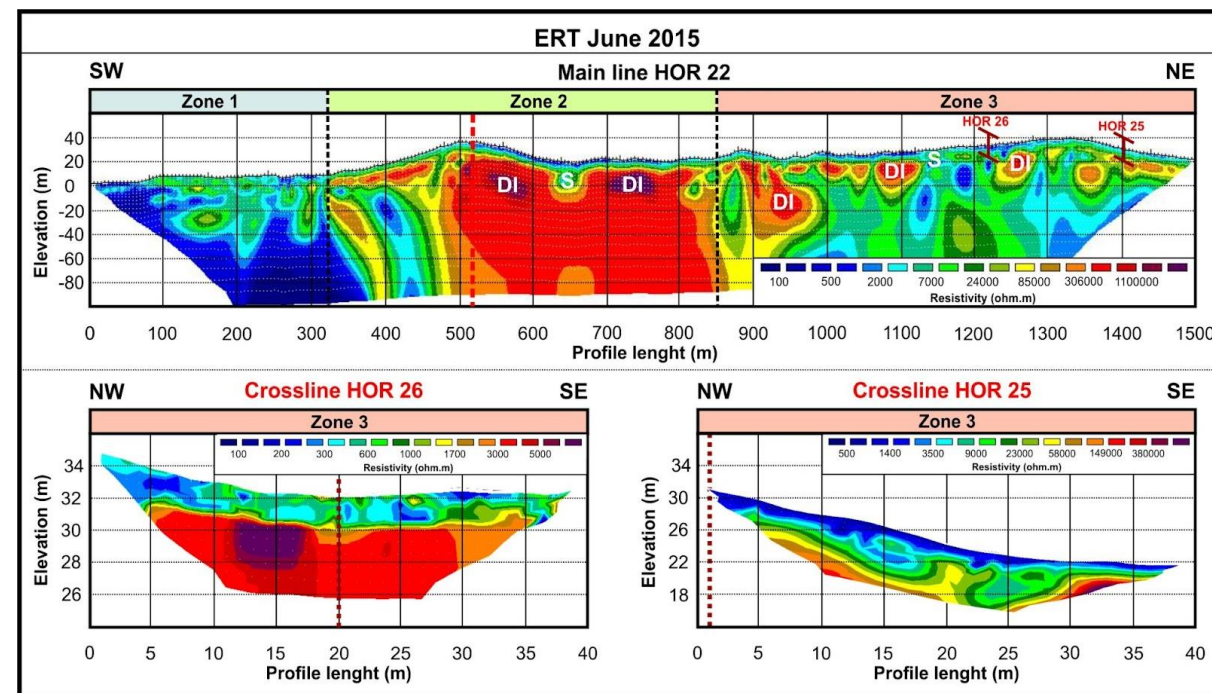 ERT June 2015
SW Main line HOR 22 NE
Zone 1 Zone 2 Zone 3
HOR 26 HOR 25
DI S DI DI DI S DI
Elevation (m)
40
20
0
-20
-40
-60
-80
100 500 2000 7000 24000 85000 306000 1100000
Resistivity (ohm.m)
0 100 200 300 400 500 600 700 800 900 1000 1100 1200 1300 1400 1500
Profile lenght (m)
NW Crossline HOR 26 SE
Zone 3
100 200 300 600 1000 1700 3000 5000
Resistivity (ohm.m)
Elevation (m)
34
32
30
28
26
0 5 10 15 20 25 30 35 40
Profile lenght (m)
NW Crossline HOR 25 SE
Zone 3
500 1400 3500 9000 23000 58000 149000 380000
Resistivity (ohm.m)
Elevation (m)
34
30
26
22
18
0 5 10 15 20 25 30 35 40
Profile lenght (m)